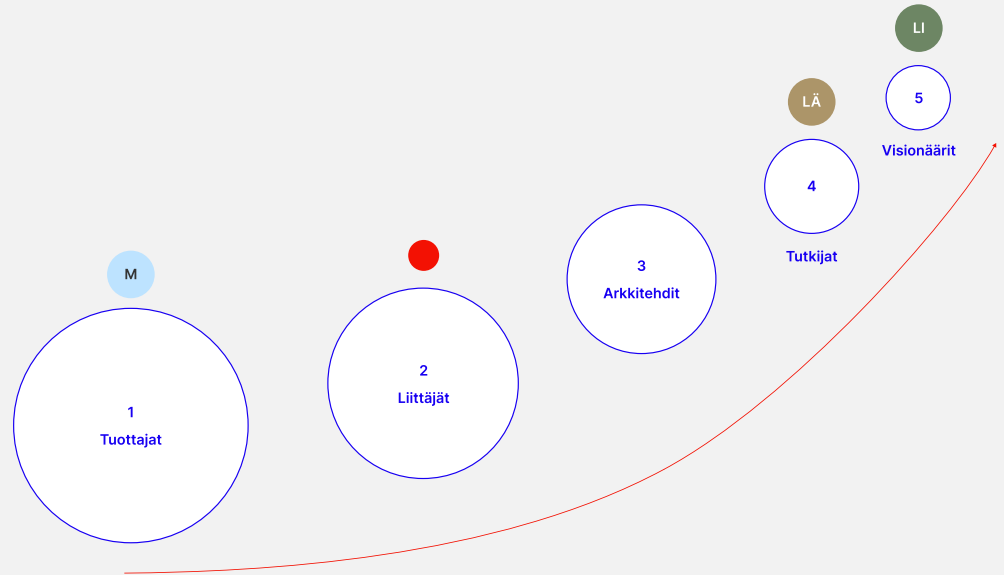 M
1
Tuottajat
2
Liittäjät
3
Arkkitehdit
LÄ
4
Tutkijat
LI
5
Visionäärit